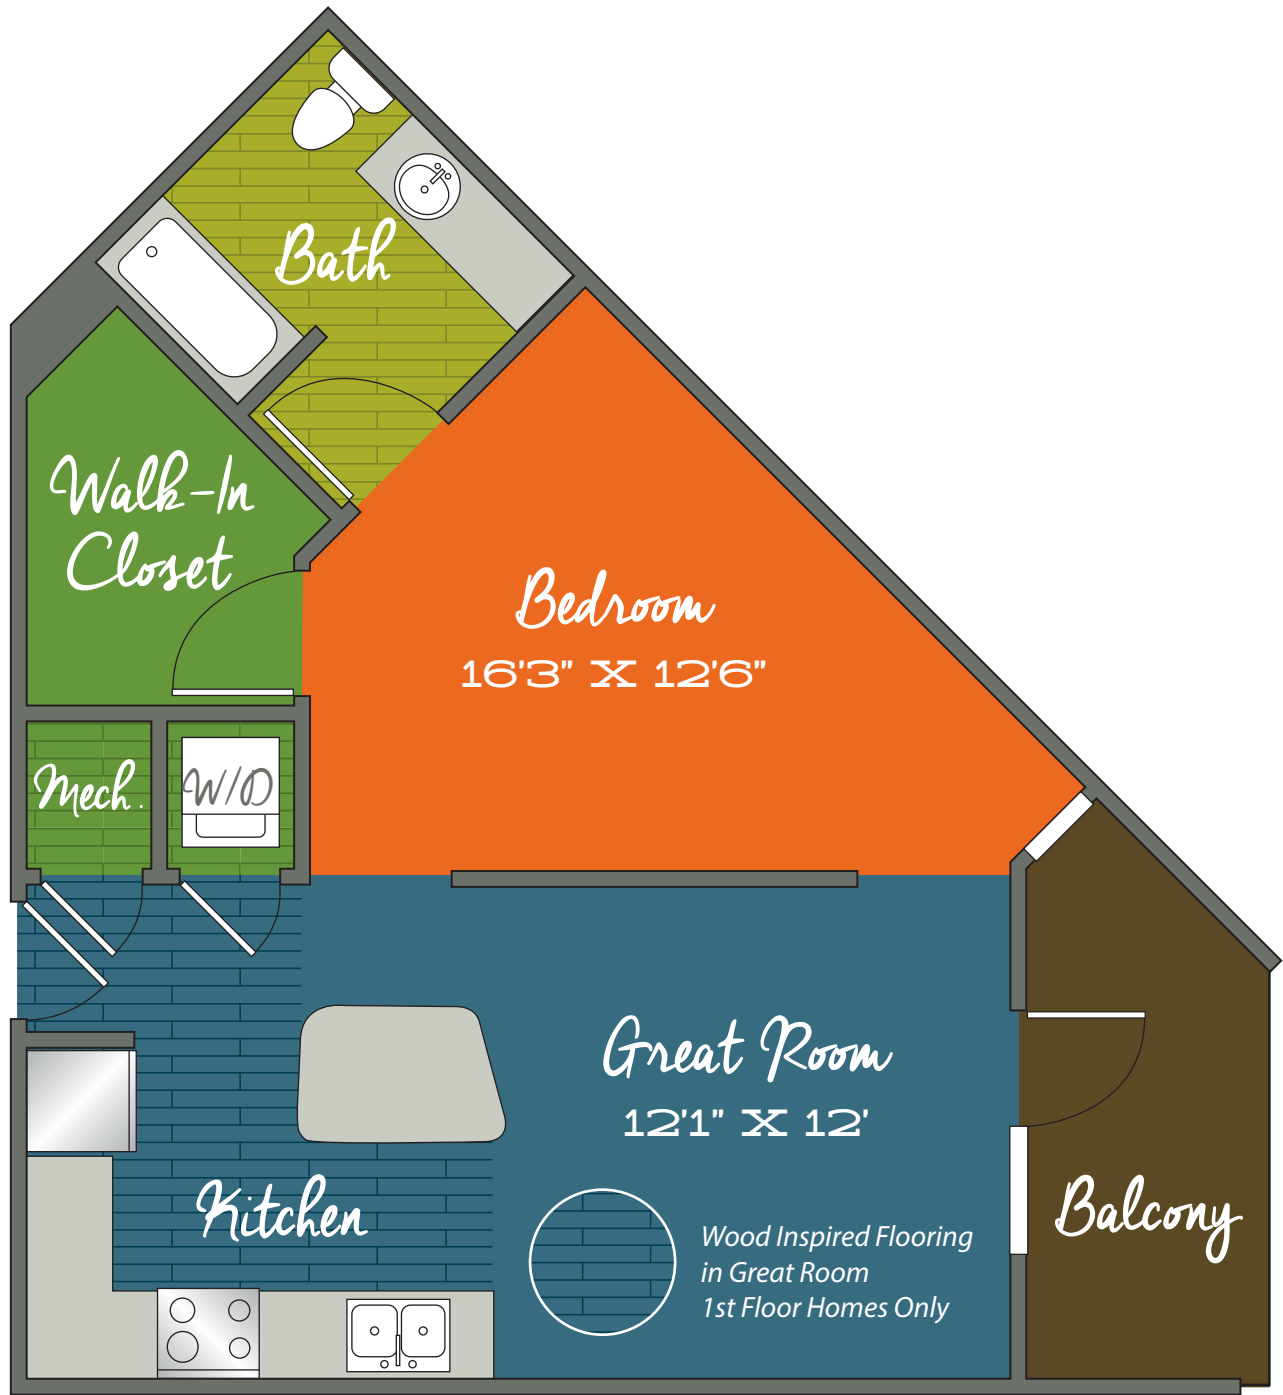 Bath
Walk-In
Closet
Bedroom
16'3" X 12'6"
Mech.
W/D
Great Room
12'1" X 12'
Kitchen
Balcony
Wood Inspired Flooring
in Great Room
1st Floor Homes Only